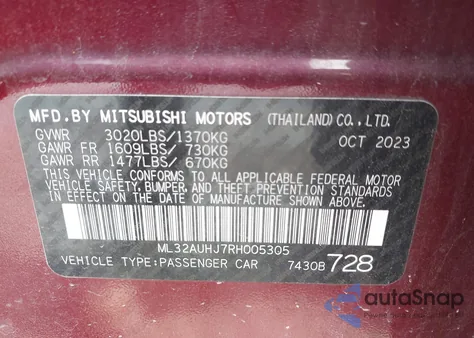 MFD.BY MITSUBISHI MOTORS (THAILAND)CO.,LTD.
GVWR 3020LBS/1370KG OCT 2023
GAWR FR 1609LBS/ 730KG
GAWR RR 1477LBS/ 670KG
THIS VEHICLE CONFORMS TO ALL APPLICABLE FEDERAL MOTOR
VEHICLE SAFETY, BUMPER, AND THEFT PREVENTION STANDARDS
IN EFFECT ON THE DATE OF MANUFACTURE SHOWN ABOVE.
ML32AUHJ7RH005305
VEHICLE TYPE:PASSENGER CAR 7430B 728
autoSnap